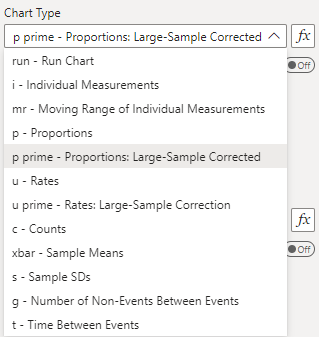 Chart Type
p prime - Proportions: Large-Sample Corrected
fx
run - Run Chart
Off
i - Individual Measurements
mr - Moving Range of Individual Measurements
p - Proportions
p prime - Proportions: Large-Sample Corrected
u - Rates
u prime - Rates: Large-Sample Correction
fx
c - Counts
xbar - Sample Means
Off
s - Sample SDs
g - Number of Non-Events Between Events
t - Time Between Events